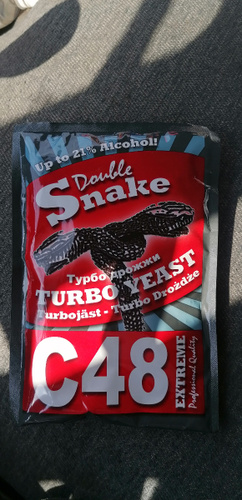 Up to 21% Alcohol!
Double
Snake
Турбо дрожжи
TURBO YEAST
Turbojäst - Turbo Drożdże
C48
EXTREME
Professional Quality